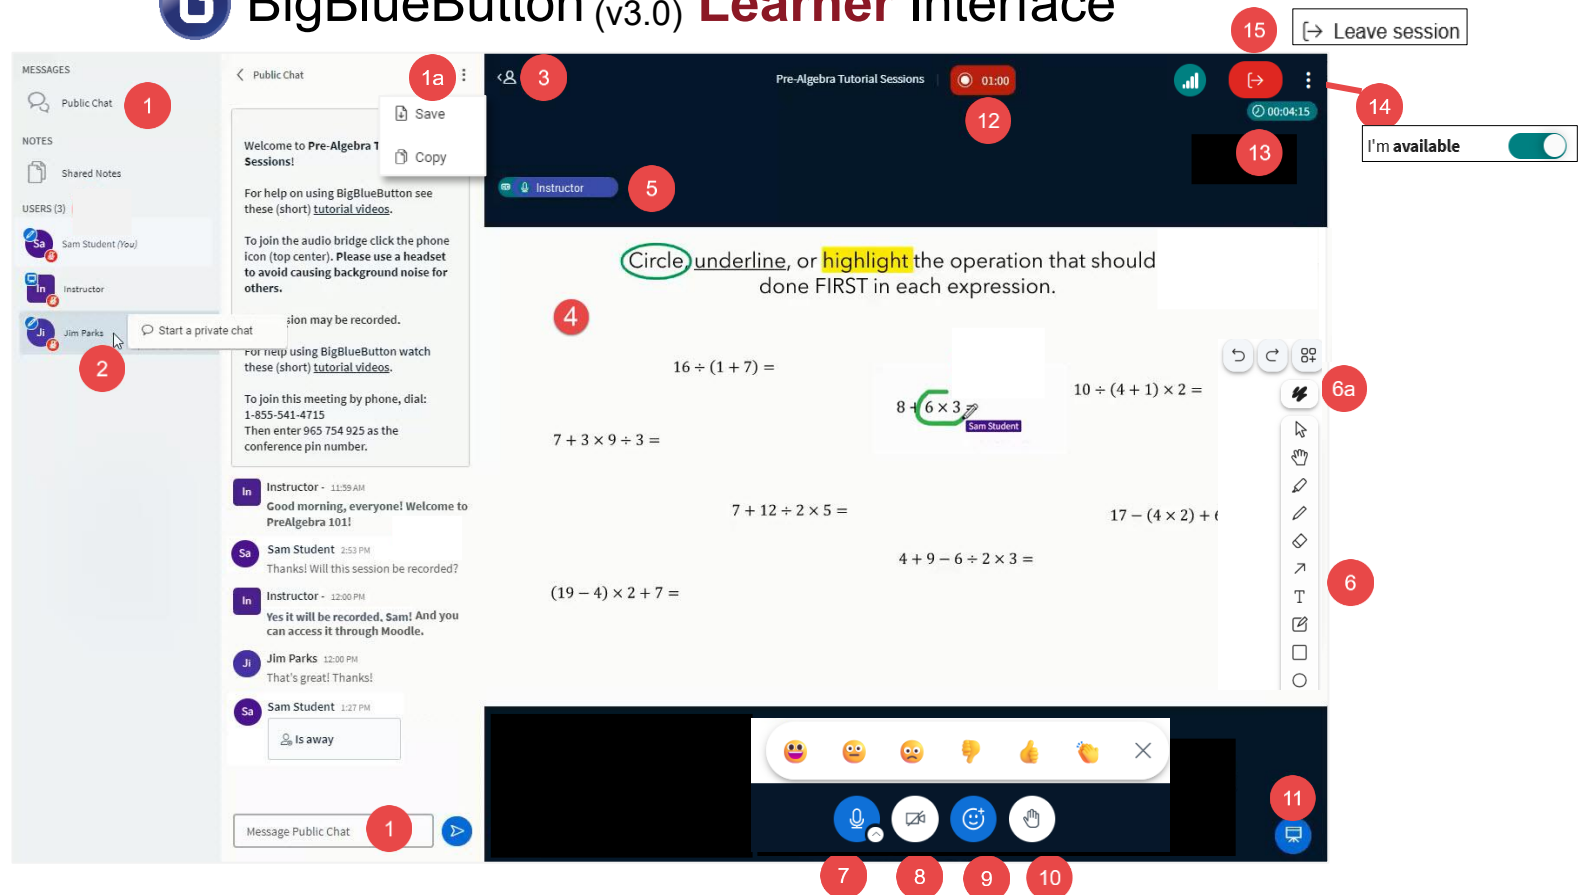 BigBlueButton (v3.0) Learner Interface
15
[→ Leave session
MESSAGES
Public Chat
1
NOTES
Shared Notes
USERS (3)
Sa
Sam Student (You)
In
Instructor
Ji
Jim Parks
Start a private chat
2
Public Chat
1a
Save
Copy
Welcome to Pre-Algebra T
Sessions!
For help on using BigBlueButton see
these (short) tutorial videos.
To join the audio bridge click the phone
icon (top center). Please use a headset
to avoid causing background noise for
others.
sion may be recorded.
For help using BigBlueButton watch
these (short) tutorial videos.
To join this meeting by phone, dial:
1-855-541-4715
Then enter 965 754 925 as the
conference pin number.
In
Instructor - 11:59 AM
Good morning, everyone! Welcome to
PreAlgebra 101!
Sa
Sam Student 2:53 PM
Thanks! Will this session be recorded?
In
Instructor - 12:00 PM
Yes it will be recorded, Sam! And you
can access it through Moodle.
Ji
Jim Parks 12:00 PM
That's great! Thanks!
Sa
Sam Student 1:27 PM
Is away
Message Public Chat
1
3
Pre-Algebra Tutorial Sessions
01:00
12
00:04:15
13
14
I'm available
Instructor
5
Circle, underline, or highlight the operation that should
done FIRST in each expression.
4
16 ÷ (1 + 7) =
8 + 6 × 3 =
Sam Student
10 ÷ (4 + 1) × 2 =
7 + 3 × 9 ÷ 3 =
7 + 12 ÷ 2 × 5 =
17 − (4 × 2) + 6
4 + 9 − 6 ÷ 2 × 3 =
(19 − 4) × 2 + 7 =
6a
T
6
11
7
8
9
10